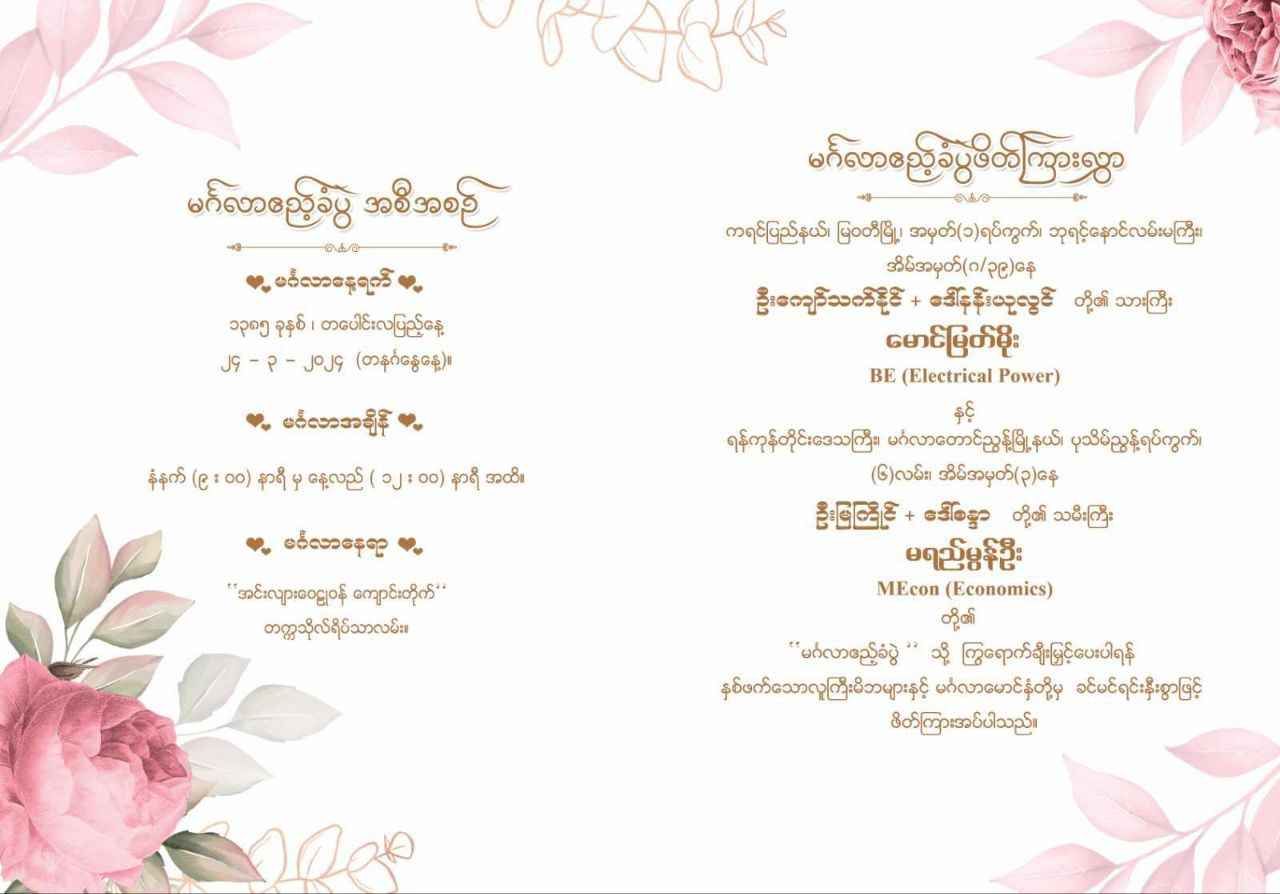 မင်္ဂလာဧည့်ခံပွဲ အစီအစဉ်
မင်္ဂလာနေ့ရက်
၁၃၈၅ ခုနှစ် ၊ တပေါင်းလပြည့်နေ့
၂၄ – ၃ – ၂၀၂၄ (တနင်္ဂနွေနေ့)။
မင်္ဂလာအချိန်
နံနက် (၉ : ၀၀) နာရီ မှ နေ့လည် ( ၁၂ : ၀၀) နာရီ အထိ။
မင်္ဂလာနေရာ
“အင်းလျားဝေဠုဝန် ကျောင်းတိုက်”
တက္ကသိုလ်ရိပ်သာလမ်း။
မင်္ဂလာဧည့်ခံပွဲဖိတ်ကြားလွှာ
ကရင်ပြည်နယ်၊ မြဝတီမြို့၊ အမှတ်(၁)ရပ်ကွက်၊ ဘုရင့်နောင်လမ်းမကြီး၊
အိမ်အမှတ်(ဂ/၃၉)နေ
ဦးကျော်သက်နိုင် + ဒေါ်နန်းယုလွင် တို့၏ သားကြီး
မောင်မြတ်မိုး
BE (Electrical Power)
နှင့်
ရန်ကုန်တိုင်းဒေသကြီး၊ မင်္ဂလာတောင်ညွန့်မြို့နယ်၊ ပုသိမ်ညွန့်ရပ်ကွက်၊
(၆)လမ်း၊ အိမ်အမှတ်(၃)နေ
ဦးမြကြိုင် + ဒေါ်စန္ဒာ တို့၏ သမီးကြီး
မရည်မွန်ဦး
MEcon (Economics)
တို့၏
“မင်္ဂလာဧည့်ခံပွဲ ” သို့ ကြွရောက်ချီးမြှင့်ပေးပါရန်
နှစ်ဖက်သောလူကြီးမိဘများနှင့် မင်္ဂလာမောင်နှံတို့မှ ခင်မင်ရင်းနှီးစွာဖြင့်
ဖိတ်ကြားအပ်ပါသည်။